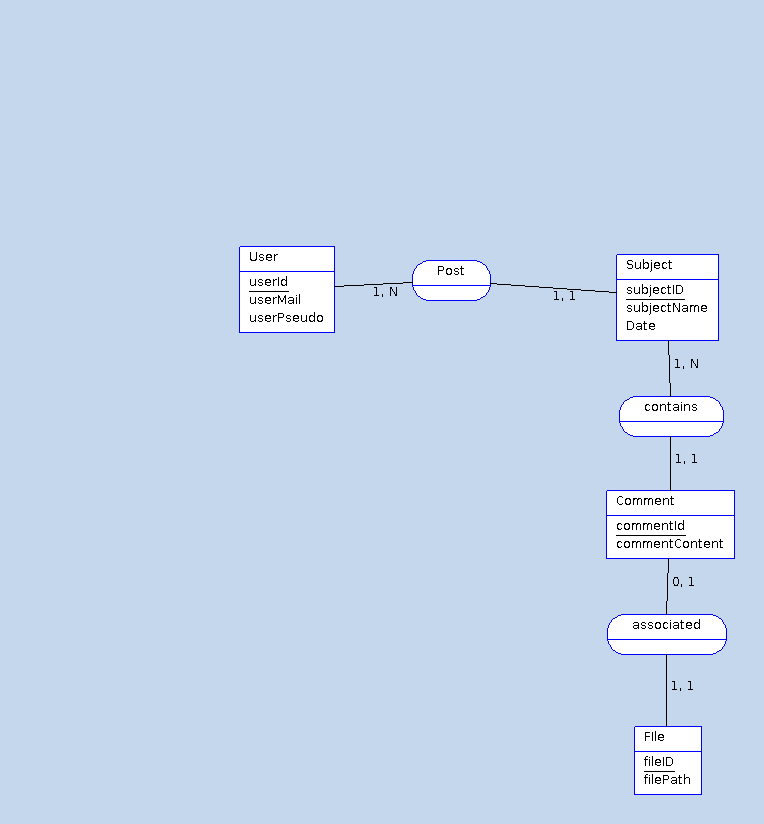 User
userId
userMail
userPseudo
1, N
Post
1, 1
Subject
subjectID
subjectName
Date
1, N
contains
1, 1
Comment
commentId
commentContent
0, 1
associated
1, 1
FIle
fileID
filePath